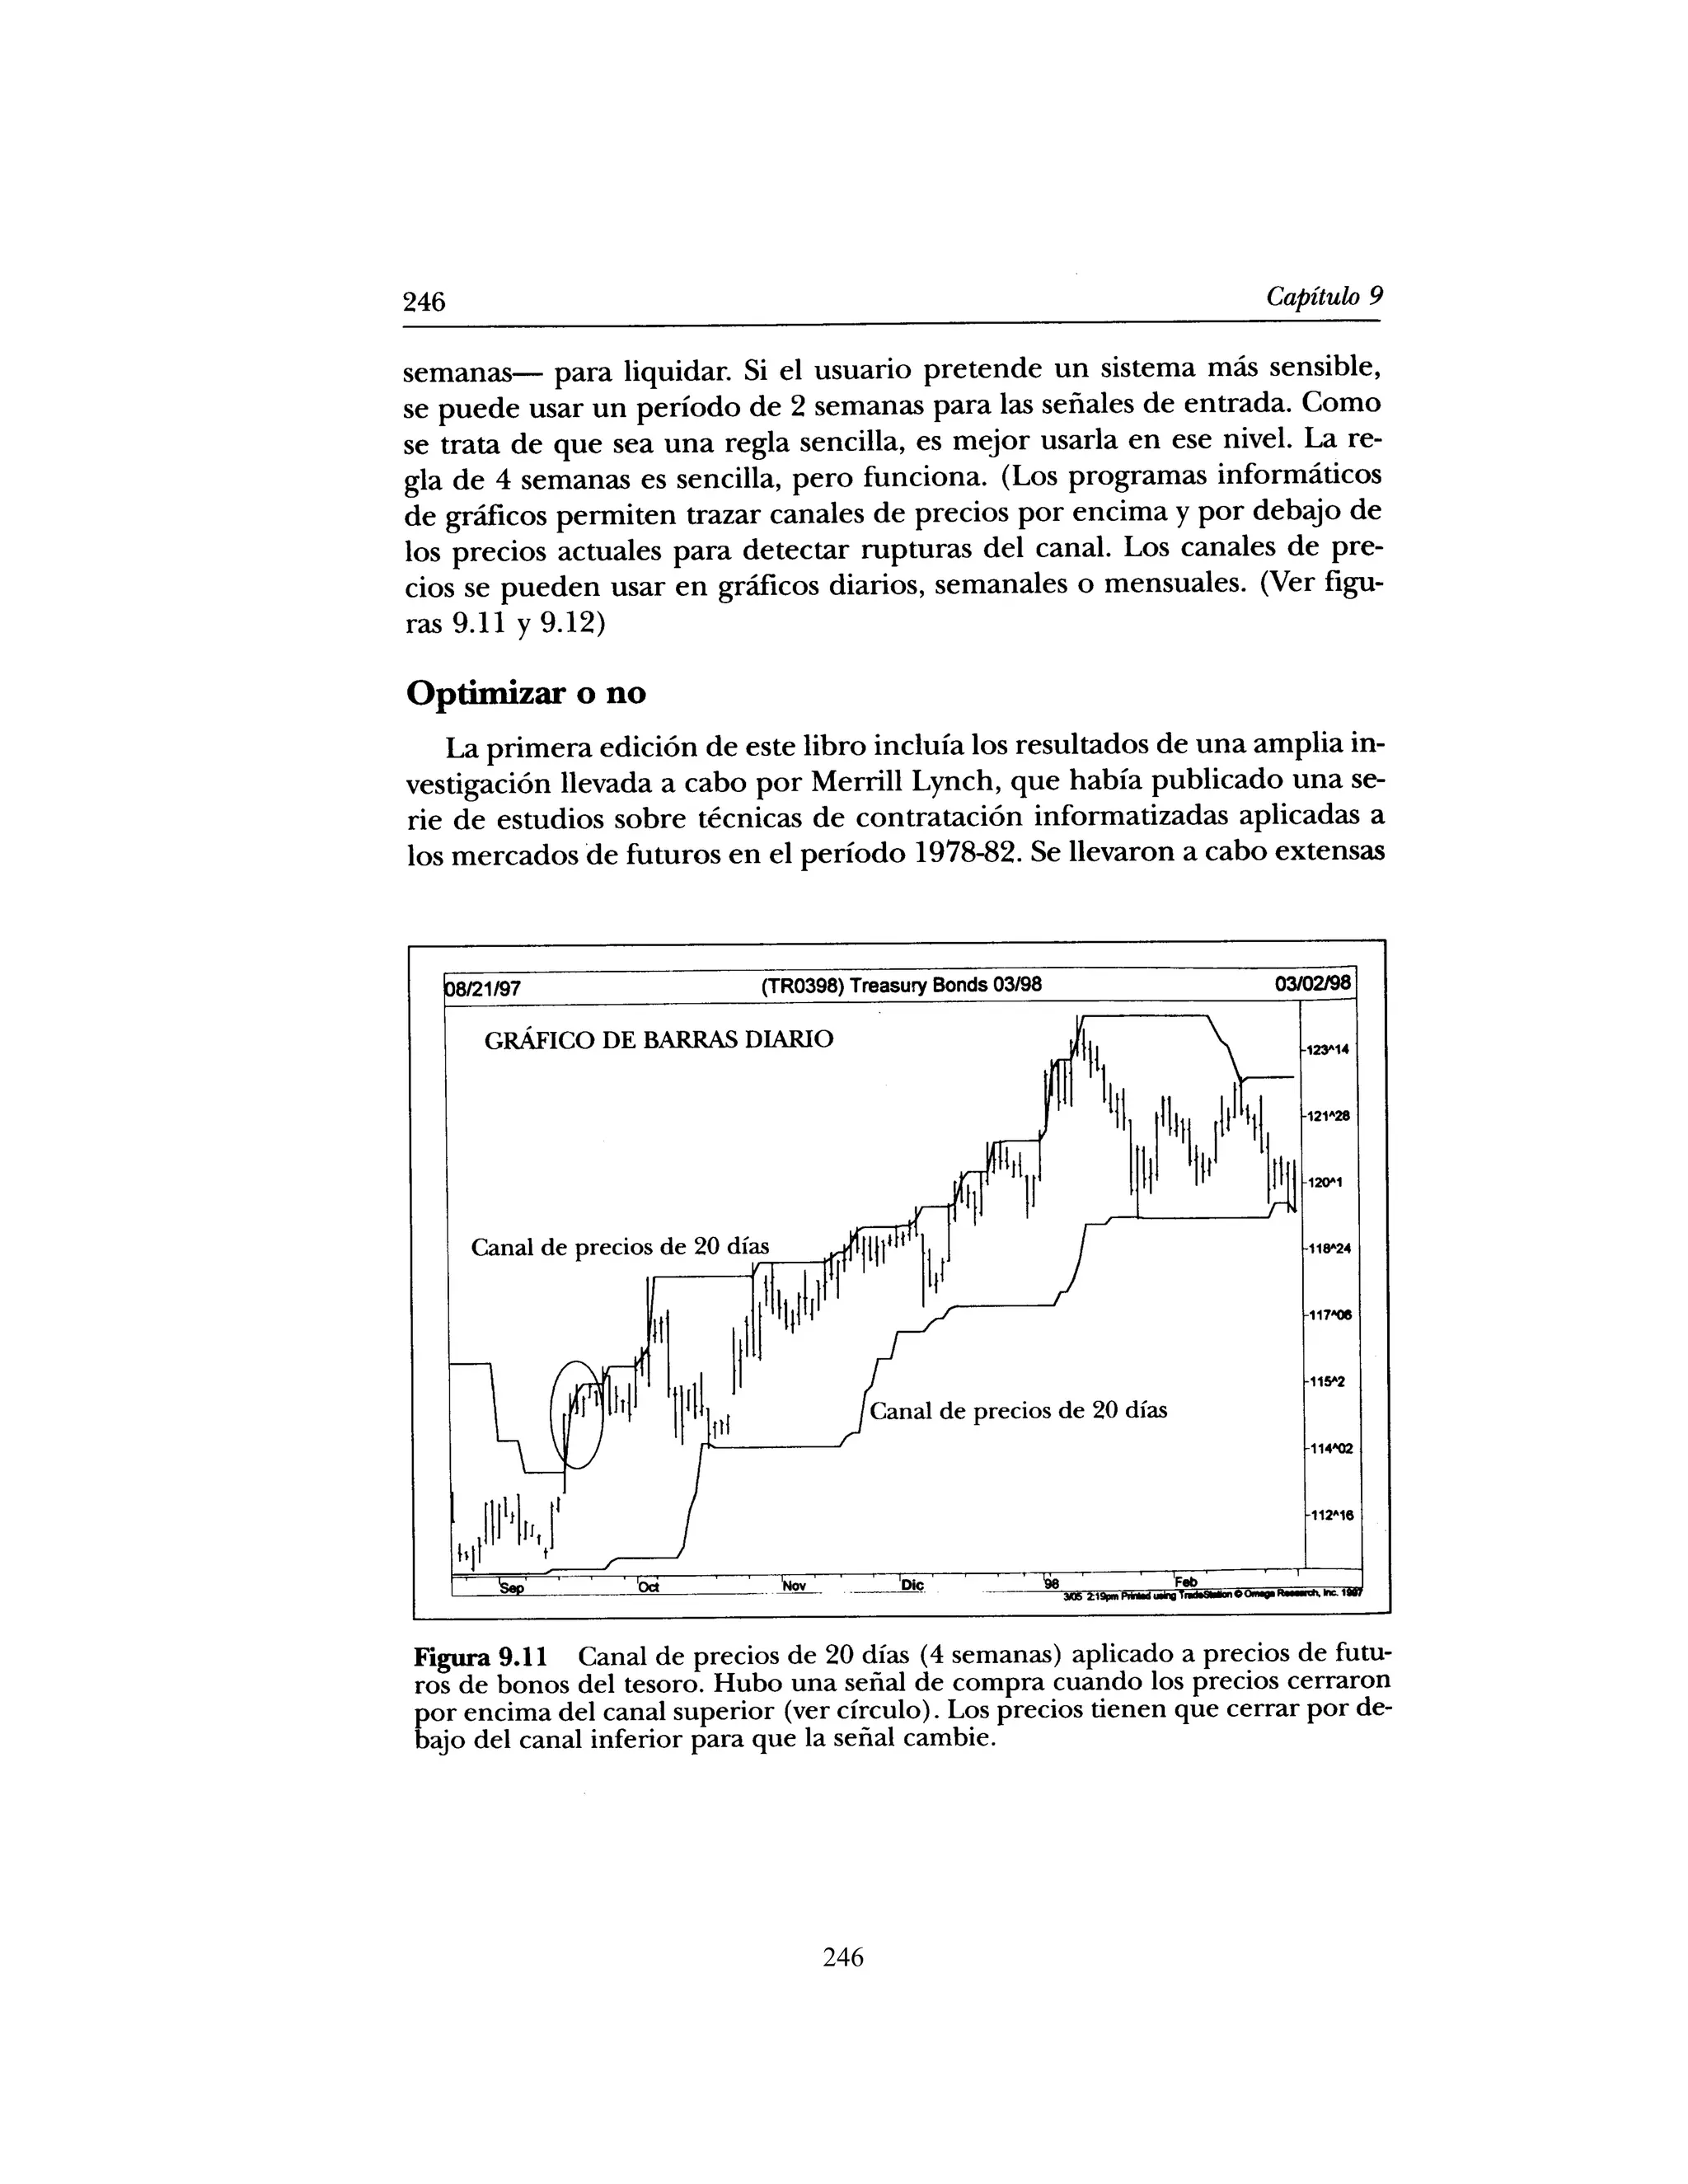 246 Capítulo 9
semanas— para liquidar. Si el usuario pretende un sistema más sensible,
se puede usar un período de 2 semanas para las señales de entrada. Como
se trata de que sea una regla sencilla, es mejor usarla en ese nivel. La re-
gla de 4 semanas es sencilla, pero funciona. (Los programas informáticos
de gráficos permiten trazar canales de precios por encima y por debajo de
los precios actuales para detectar rupturas del canal. Los canales de pre-
cios se pueden usar en gráficos diarios, semanales o mensuales. (Ver figu-
ras 9.11 y 9.12)
Optimizar o no
La primera edición de este libro incluía los resultados de una amplia in-
vestigación llevada a cabo por Merrill Lynch, que había publicado una se-
rie de estudios sobre técnicas de contratación informatizadas aplicadas a
los mercados de futuros en el período 1978-82. Se llevaron a cabo extensas
08/21/97 (TR0398) Treasury Bonds 03/98 03/02/98
GRÁFICO DE BARRAS DIARIO
123^14
121^28
120^1
Canal de precios de 20 días
118^24
117^06
115^2
Canal de precios de 20 días
114^02
112^16
Sep Oct Nov Dic 98 Feb
3/05 2:19pm Printed using TradeStation © Omega Research, Inc. 1997
Figura 9.11 Canal de precios de 20 días (4 semanas) aplicado a precios de futu-
ros de bonos del tesoro. Hubo una señal de compra cuando los precios cerraron
por encima del canal superior (ver círculo). Los precios tienen que cerrar por de-
bajo del canal inferior para que la señal cambie.
246